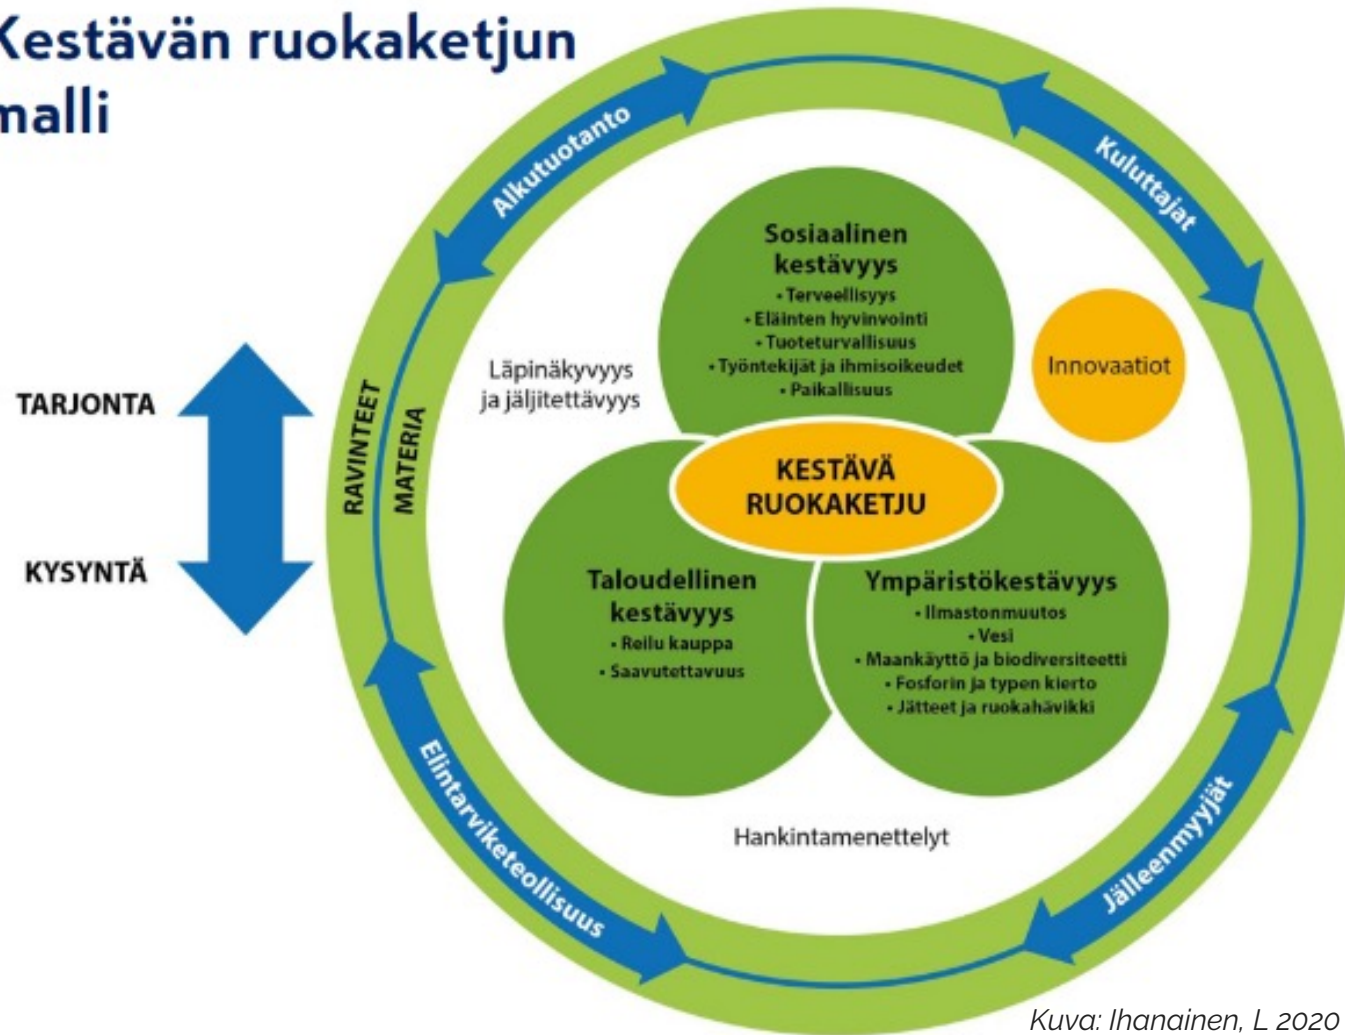 Kestävän ruokaketjun
malli
Alkutuotanto
Kuluttajat
Sosiaalinen
kestävyys
• Terveellisyys
• Eläinten hyvinvointi
• Tuoteturvallisuus
• Työntekijät ja ihmisoikeudet
• Paikallisuus
Läpinäkyvyys
ja jäljitettävyys
Innovaatiot
TARJONTA
KYSYNTÄ
RAVINTEET
MATERIA
KESTÄVÄ
RUOKAKETJU
Taloudellinen
kestävyys
• Reilu kauppa
• Saavutettavuus
Ympäristökestävyys
• Ilmastonmuutos
• Vesi
• Maankäyttö ja biodiversiteetti
• Fosforin ja typen kierto
• Jätteet ja ruokahävikki
Elintarviketeollisuus
Jälleenmyyjät
Hankintamenettelyt
Kuva: Ihanainen, L 2020